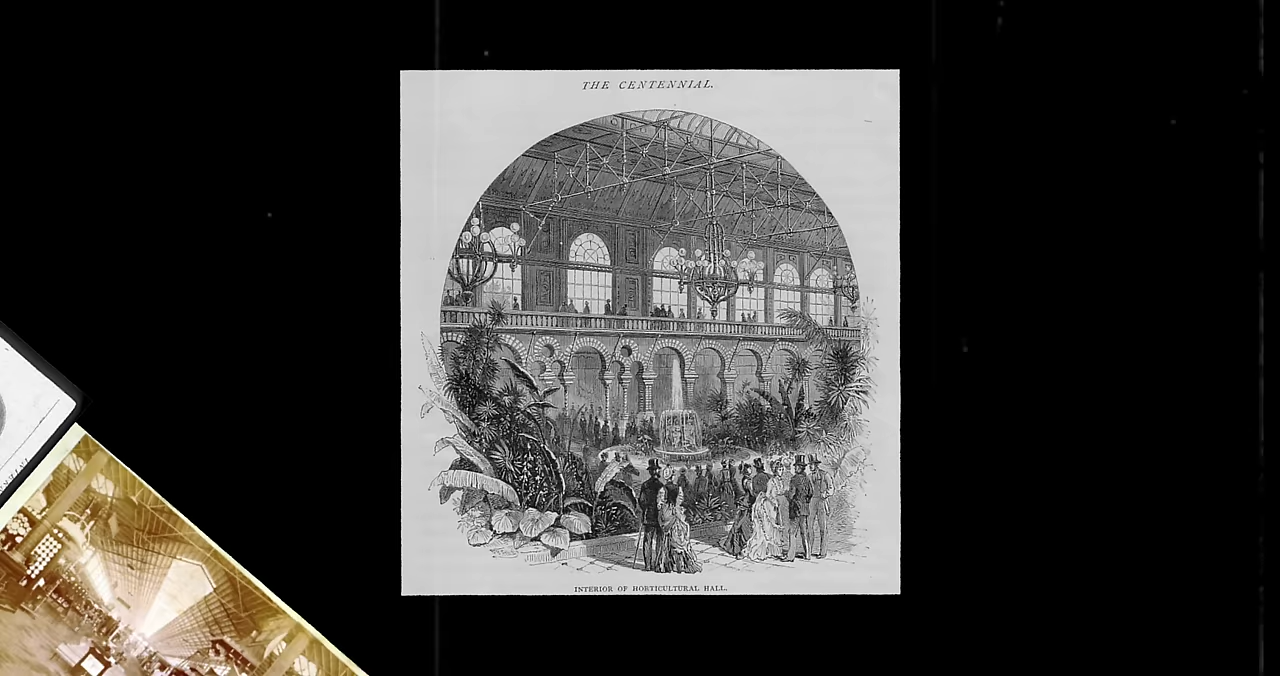 THE CENTENNIAL.
INTERIOR OF HORTICULTURAL HALL.